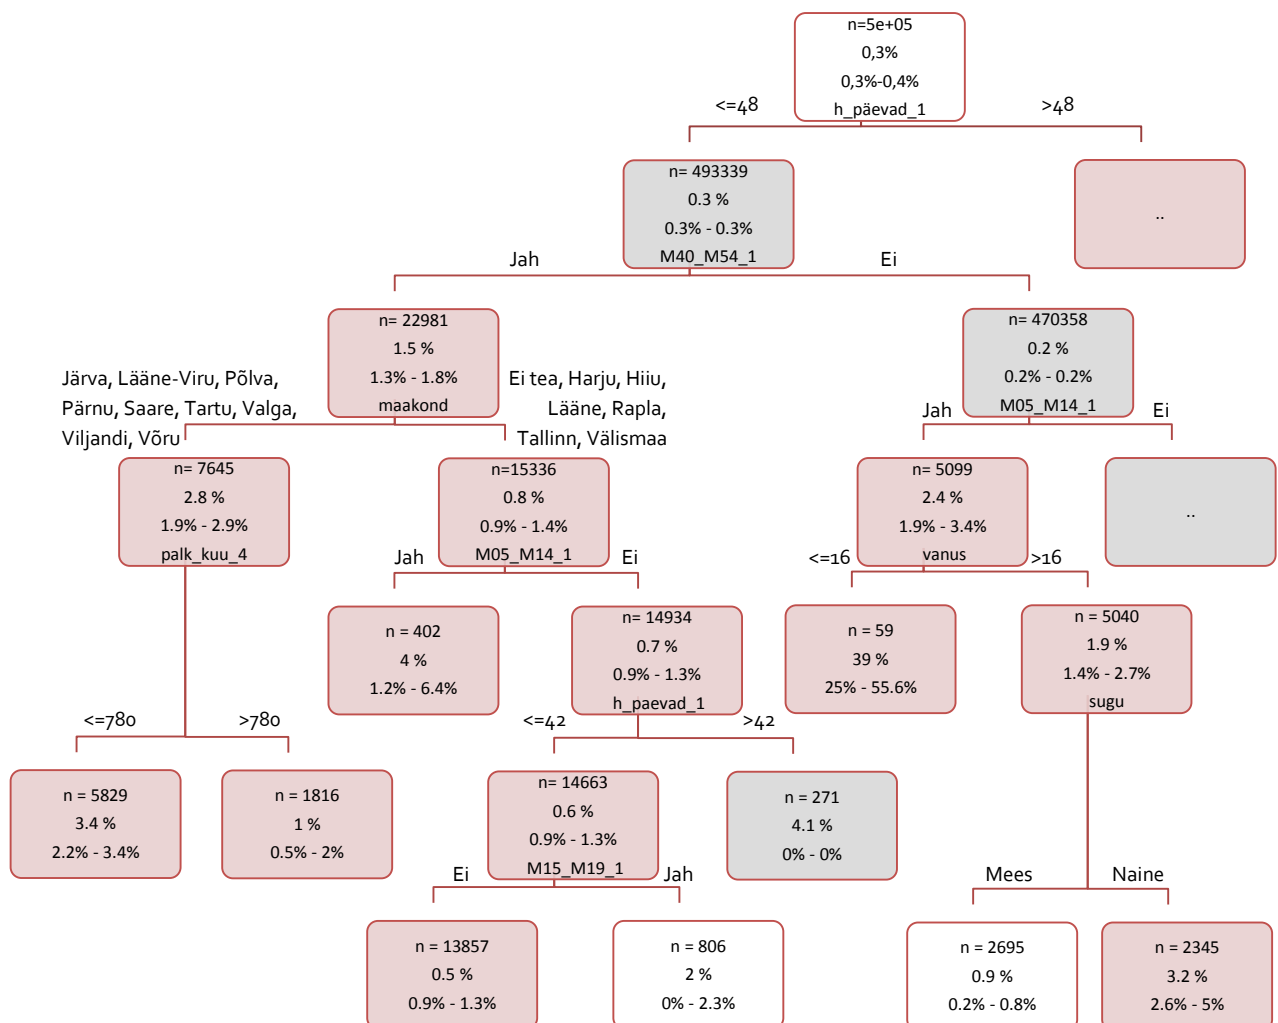 n=5e+05
0,3%
0,3%-0,4%
h_päevad_1
<=48
>48
n= 493339
0.3 %
0.3% - 0.3%
M40_M54_1
..
Jah
Ei
n= 22981
1.5 %
1.3% - 1.8%
maakond
n= 470358
0.2 %
0.2% - 0.2%
M05_M14_1
Järva, Lääne-Viru, Põlva,
Pärnu, Saare, Tartu, Valga,
Viljandi, Võru
Ei tea, Harju, Hiiu,
Lääne, Rapla,
Tallinn, Välismaa
Jah
Ei
n= 7645
2.8 %
1.9% - 2.9%
palk_kuu_4
n=15336
0.8 %
0.9% - 1.4%
M05_M14_1
n= 5099
2.4 %
1.9% - 3.4%
vanus
..
Jah
Ei
<=16
>16
n = 402
4 %
1.2% - 6.4%
n= 14934
0.7 %
0.9% - 1.3%
h_paevad_1
n = 59
39 %
25% - 55.6%
n= 5040
1.9 %
1.4% - 2.7%
sugu
<=780
>780
<=42
>42
n = 5829
3.4 %
2.2% - 3.4%
n = 1816
1 %
0.5% - 2%
n= 14663
0.6 %
0.9% - 1.3%
M15_M19_1
n = 271
4.1 %
0% - 0%
Ei
Jah
Mees
Naine
n = 13857
0.5 %
0.9% - 1.3%
n = 806
2 %
0% - 2.3%
n = 2695
0.9 %
0.2% - 0.8%
n = 2345
3.2 %
2.6% - 5%